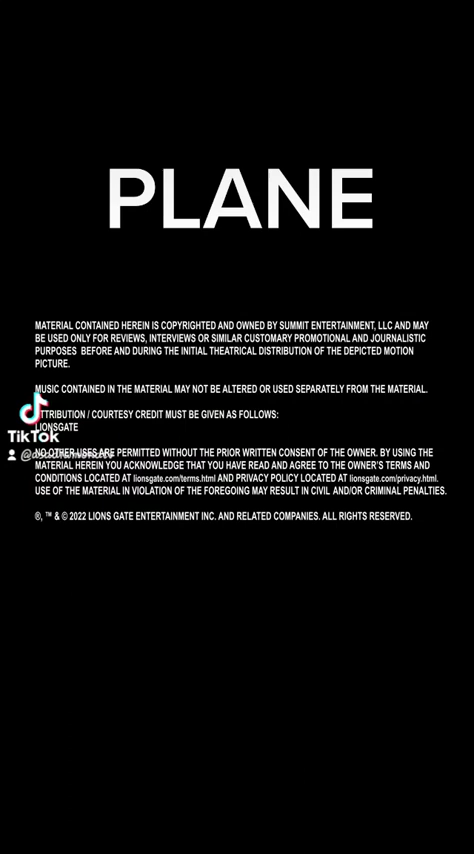 PLANE
MATERIAL CONTAINED HEREIN IS COPYRIGHTED AND OWNED BY SUMMIT ENTERTAINMENT, LLC AND MAY
BE USED ONLY FOR REVIEWS, INTERVIEWS OR SIMILAR CUSTOMARY PROMOTIONAL AND JOURNALISTIC
PURPOSES BEFORE AND DURING THE INITIAL THEATRICAL DISTRIBUTION OF THE DEPICTED MOTION
PICTURE.
MUSIC CONTAINED IN THE MATERIAL MAY NOT BE ALTERED OR USED SEPARATELY FROM THE MATERIAL.
ATTRIBUTION / COURTESY CREDIT MUST BE GIVEN AS FOLLOWS:
LIONSGATE
TikTok
NO OTHER USES ARE PERMITTED WITHOUT THE PRIOR WRITTEN CONSENT OF THE OWNER. BY USING THE
MATERIAL HEREIN YOU ACKNOWLEDGE THAT YOU HAVE READ AND AGREE TO THE OWNER'S TERMS AND
CONDITIONS LOCATED AT lionsgate.com/terms.html AND PRIVACY POLICY LOCATED AT lionsgate.com/privacy.html.
USE OF THE MATERIAL IN VIOLATION OF THE FOREGOING MAY RESULT IN CIVIL AND/OR CRIMINAL PENALTIES.
®, ™ & © 2022 LIONS GATE ENTERTAINMENT INC. AND RELATED COMPANIES. ALL RIGHTS RESERVED.